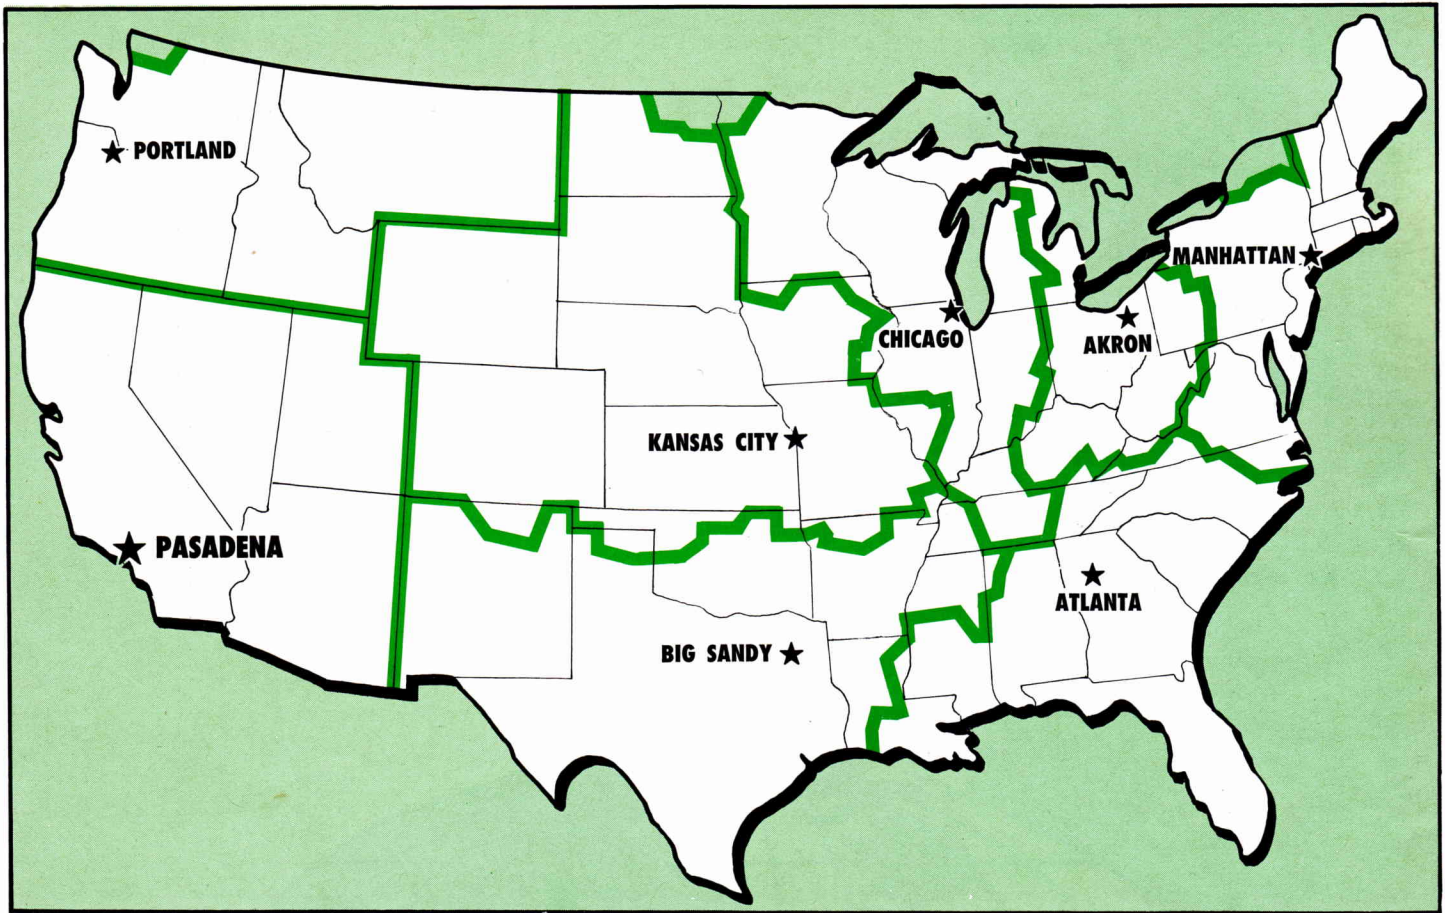 PORTLAND
MANHATTAN
CHICAGO
AKRON
KANSAS CITY
PASADENA
ATLANTA
BIG SANDY